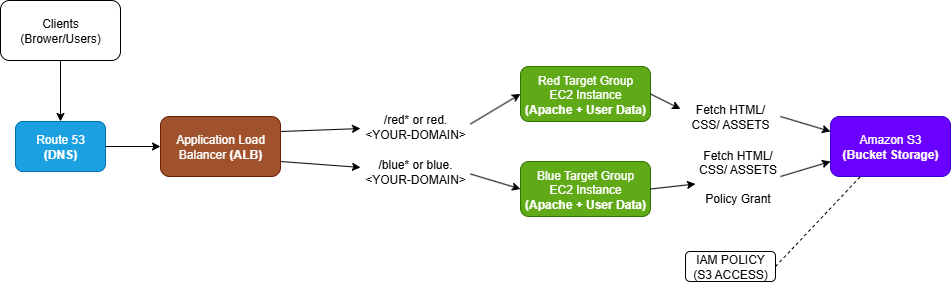 Clients
(Brower/Users)
Route 53
(DNS)
Application Load
Balancer (ALB)
/red* or red.
<YOUR-DOMAIN>
/blue* or blue.
<YOUR-DOMAIN>
Red Target Group
EC2 Instance
(Apache + User Data)
Blue Target Group
EC2 Instance
(Apache + User Data)
Fetch HTML/
CSS/ ASSETS
Fetch HTML/
CSS/ ASSETS
Policy Grant
Amazon S3
(Bucket Storage)
IAM POLICY
(S3 ACCESS)